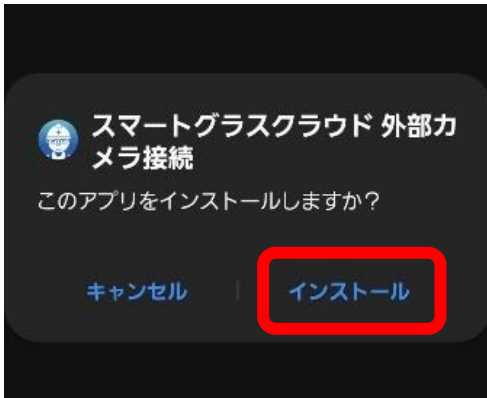 スマートグラスクラウド 外部カ
メラ接続
このアプリをインストールしますか？
キャンセル
インストール